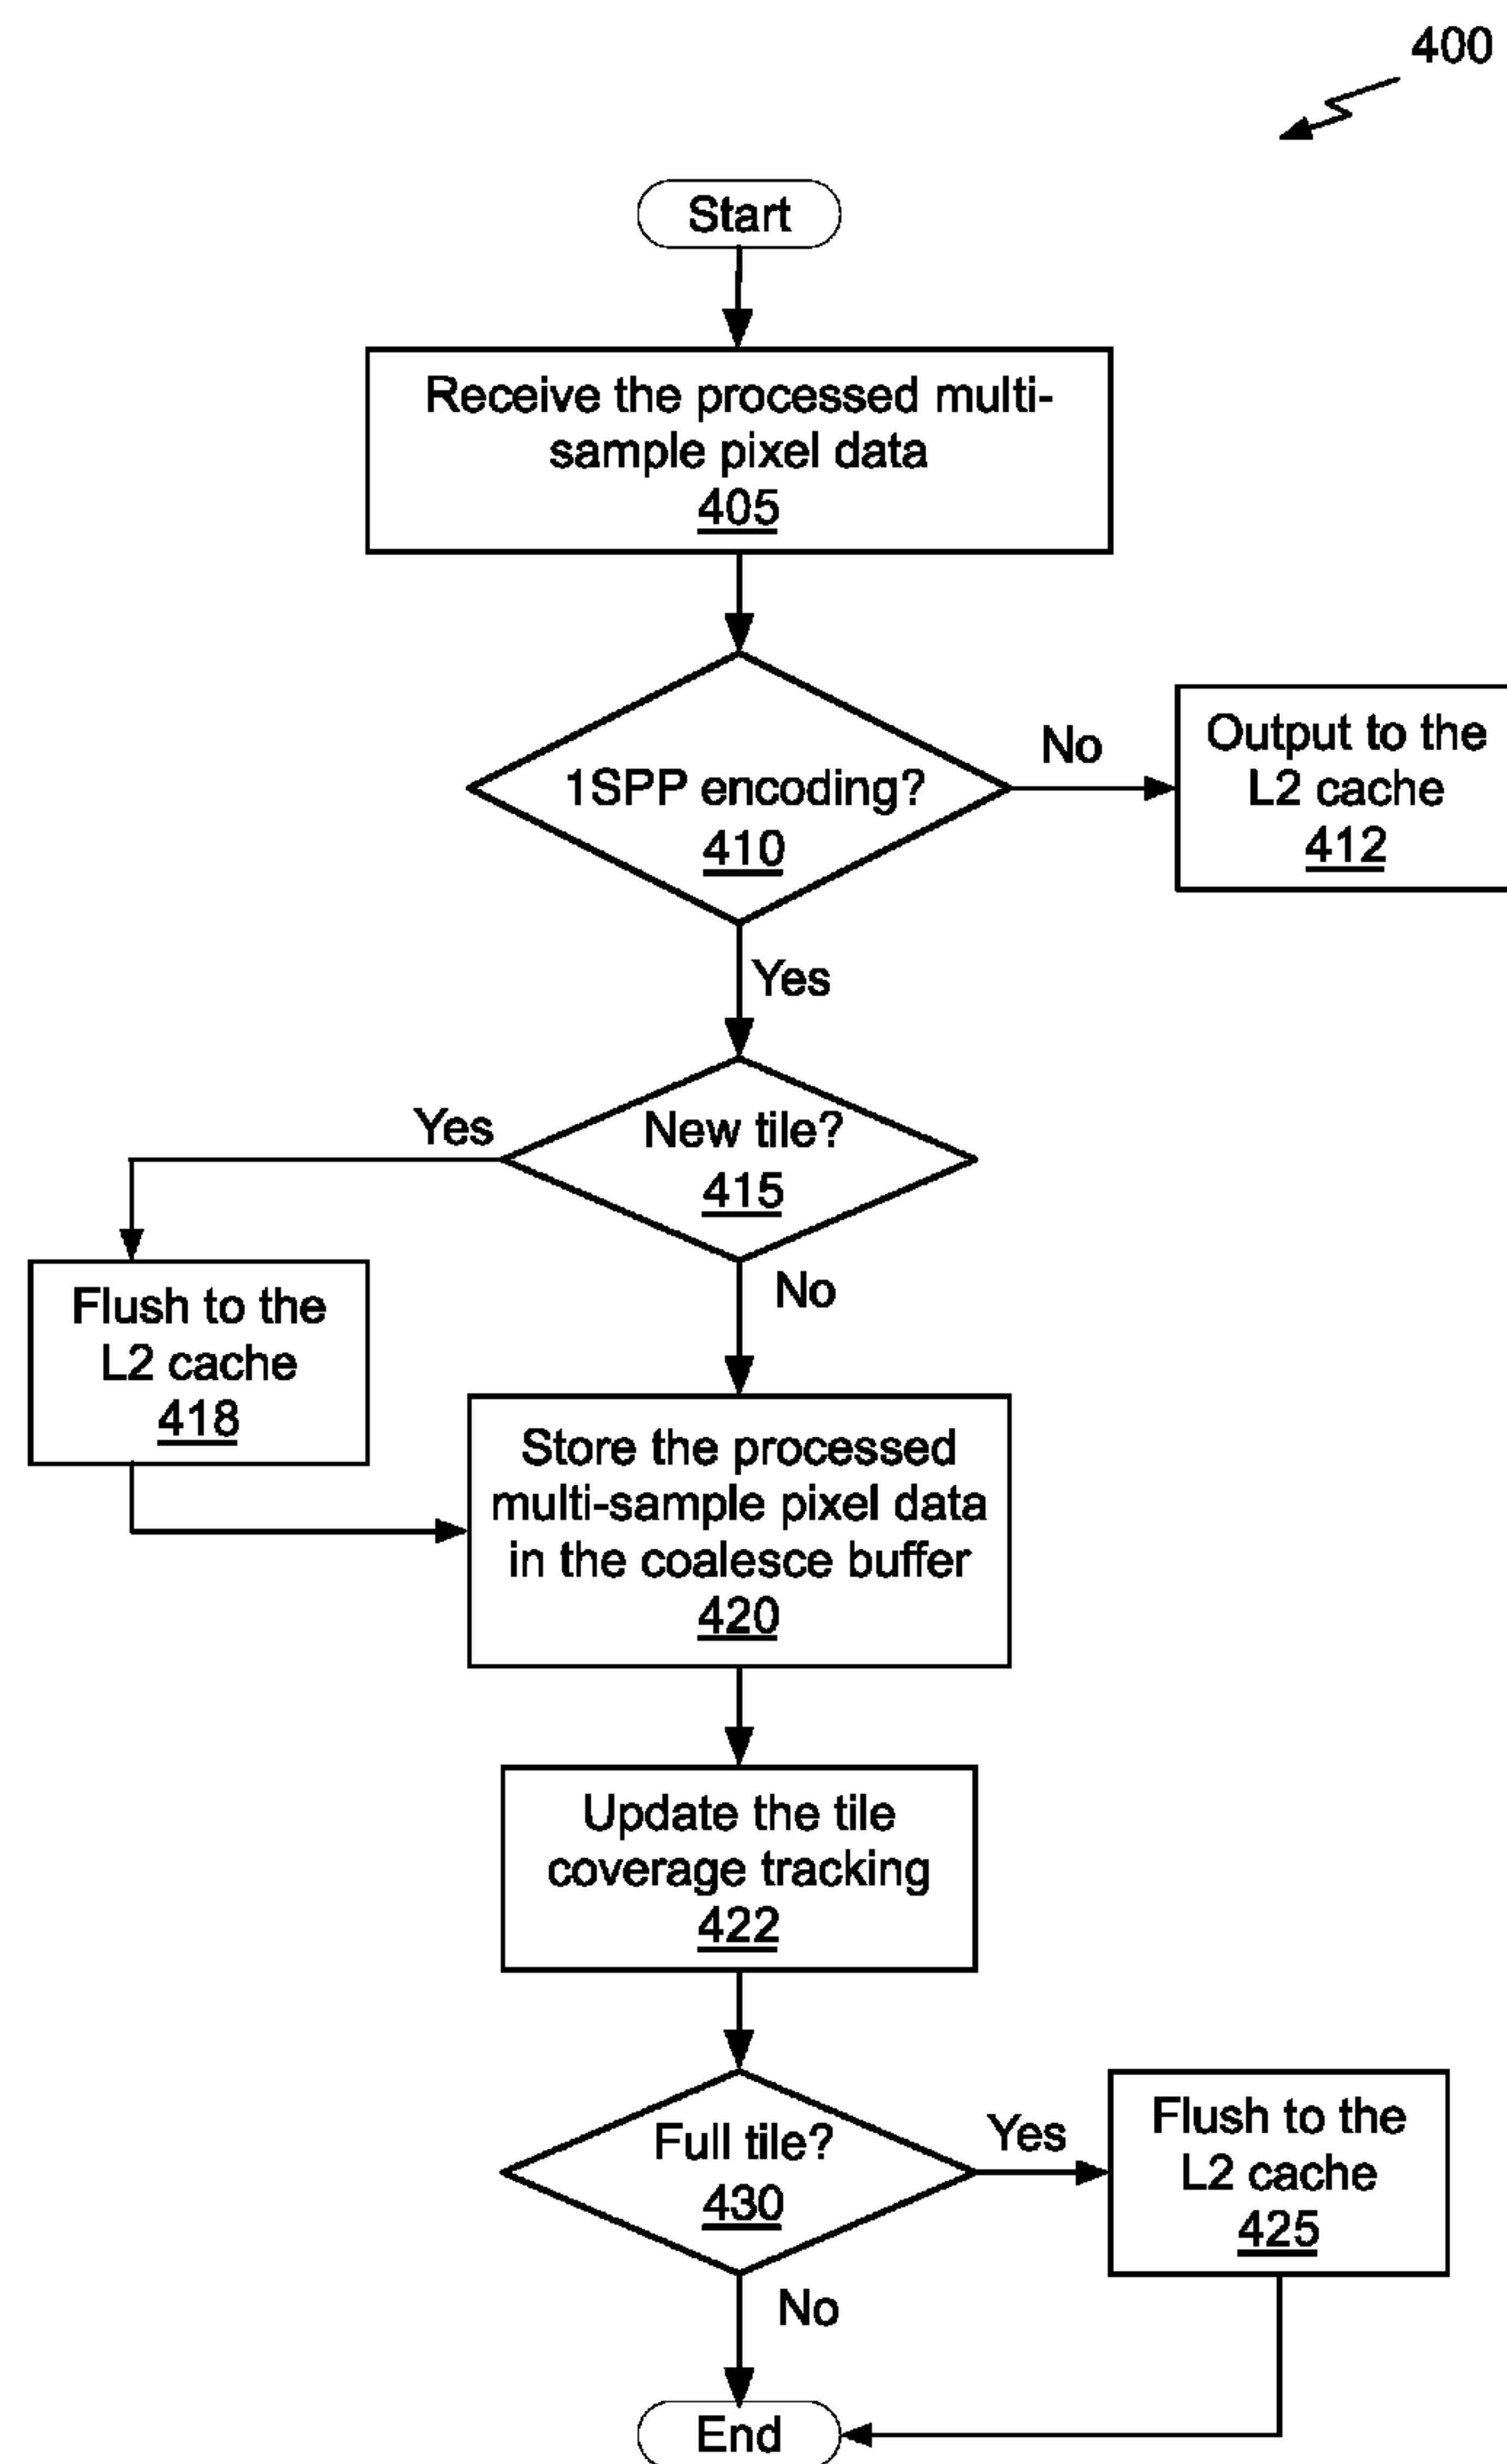 400
Start
Receive the processed multi-
sample pixel data
405
1SPP encoding?
410
No
Output to the
L2 cache
412
Yes
New tile?
415
Yes
No
Flush to the
L2 cache
418
Store the processed
multi-sample pixel data
in the coalesce buffer
420
Update the tile
coverage tracking
422
Full tile?
430
Yes
Flush to the
L2 cache
425
No
End